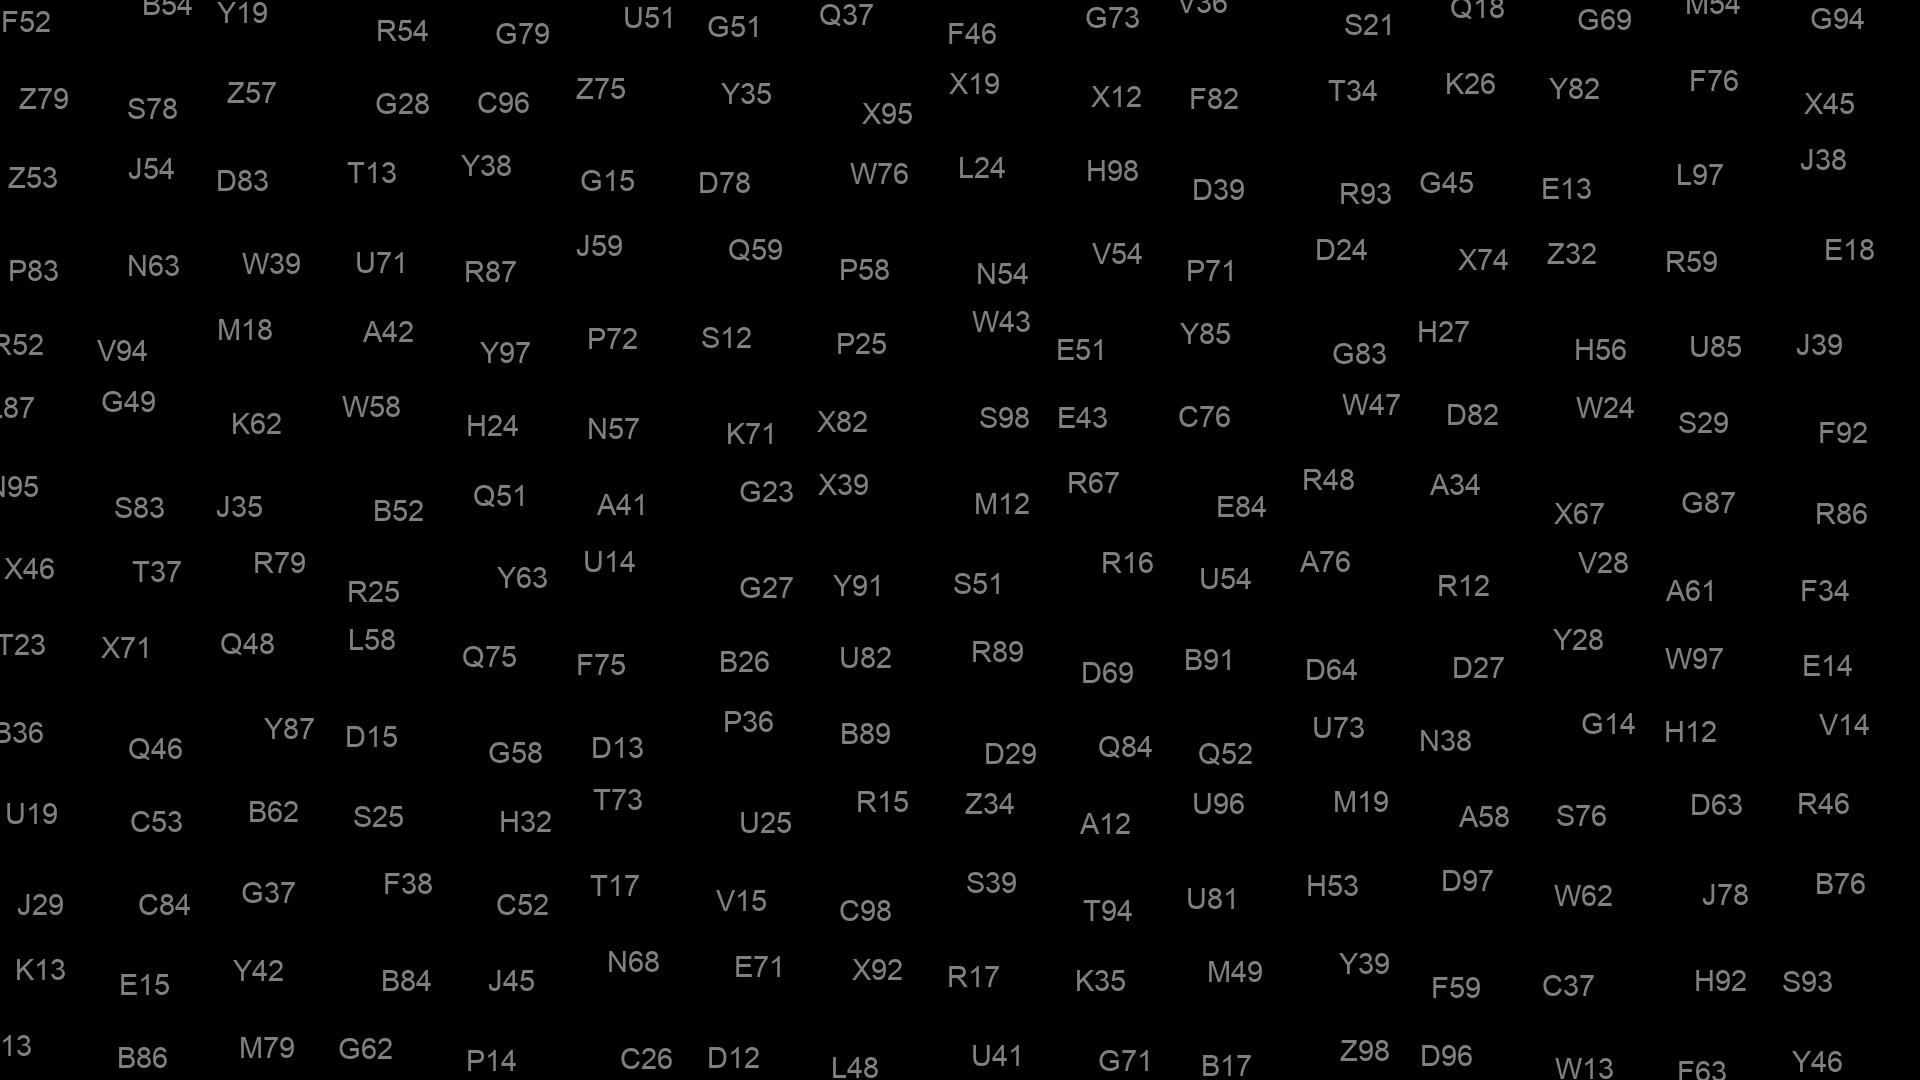 F52 B54 Y19 R54 G79 U51 G51 Q37 F46 G73 V36 S21 Q18 G69 M54 G94
Z79 S78 Z57 G28 C96 Z75 Y35 X95 X19 X12 F82 T34 K26 Y82 F76 X45
Z53 J54 D83 T13 Y38 G15 D78 W76 L24 H98 D39 R93 G45 E13 L97 J38
P83 N63 W39 U71 R87 J59 Q59 P58 N54 V54 P71 D24 X74 Z32 R59 E18
R52 V94 M18 A42 Y97 P72 S12 P25 W43 E51 Y85 G83 H27 H56 U85 J39
87 G49 K62 W58 H24 N57 K71 X82 S98 E43 C76 W47 D82 W24 S29 F92
95 S83 J35 B52 Q51 A41 G23 X39 M12 R67 E84 R48 A34 X67 G87 R86
X46 T37 R79 R25 Y63 U14 G27 Y91 S51 R16 U54 A76 R12 V28 A61 F34
T23 X71 Q48 L58 Q75 F75 B26 U82 R89 D69 B91 D64 D27 Y28 W97 E14
B36 Q46 Y87 D15 G58 D13 P36 B89 D29 Q84 Q52 U73 N38 G14 H12 V14
U19 C53 B62 S25 H32 T73 U25 R15 Z34 A12 U96 M19 A58 S76 D63 R46
J29 C84 G37 F38 C52 T17 V15 C98 S39 T94 U81 H53 D97 W62 J78 B76
K13 E15 Y42 B84 J45 N68 E71 X92 R17 K35 M49 Y39 F59 C37 H92 S93
13 B86 M79 G62 P14 C26 D12 L48 U41 G71 B17 Z98 D96 W13 F63 Y46